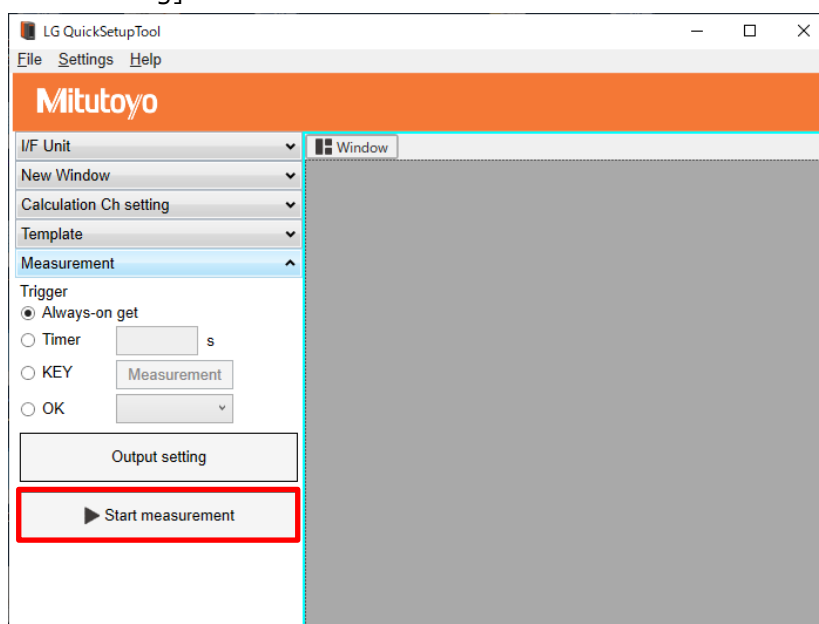 LG QuickSetupTool
File Settings Help
Mitutoyo
I/F Unit
Window
New Window
Calculation Ch setting
Template
Measurement
Trigger
Always-on get
Timer s
KEY Measurement
OK
Output setting
Start measurement